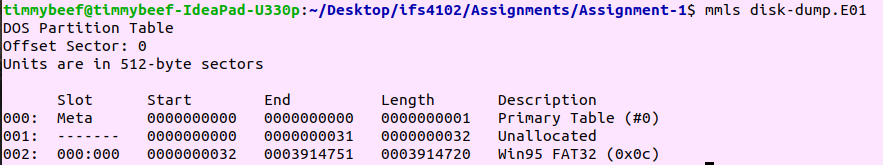 timmybeef@timmybeef-IdeaPad-U330p:~/Desktop/ifs4102/Assignments/Assignment-1$ mmls disk-dump.E01
DOS Partition Table
Offset Sector: 0
Units are in 512-byte sectors

      Slot      Start        End          Length       Description
000:  Meta      0000000000   0000000000   0000000001   Primary Table (#0)
001:  -------   0000000000   0000000031   0000000032   Unallocated
002:  000:000   0000000032   0003914751   0003914720   Win95 FAT32 (0x0c)